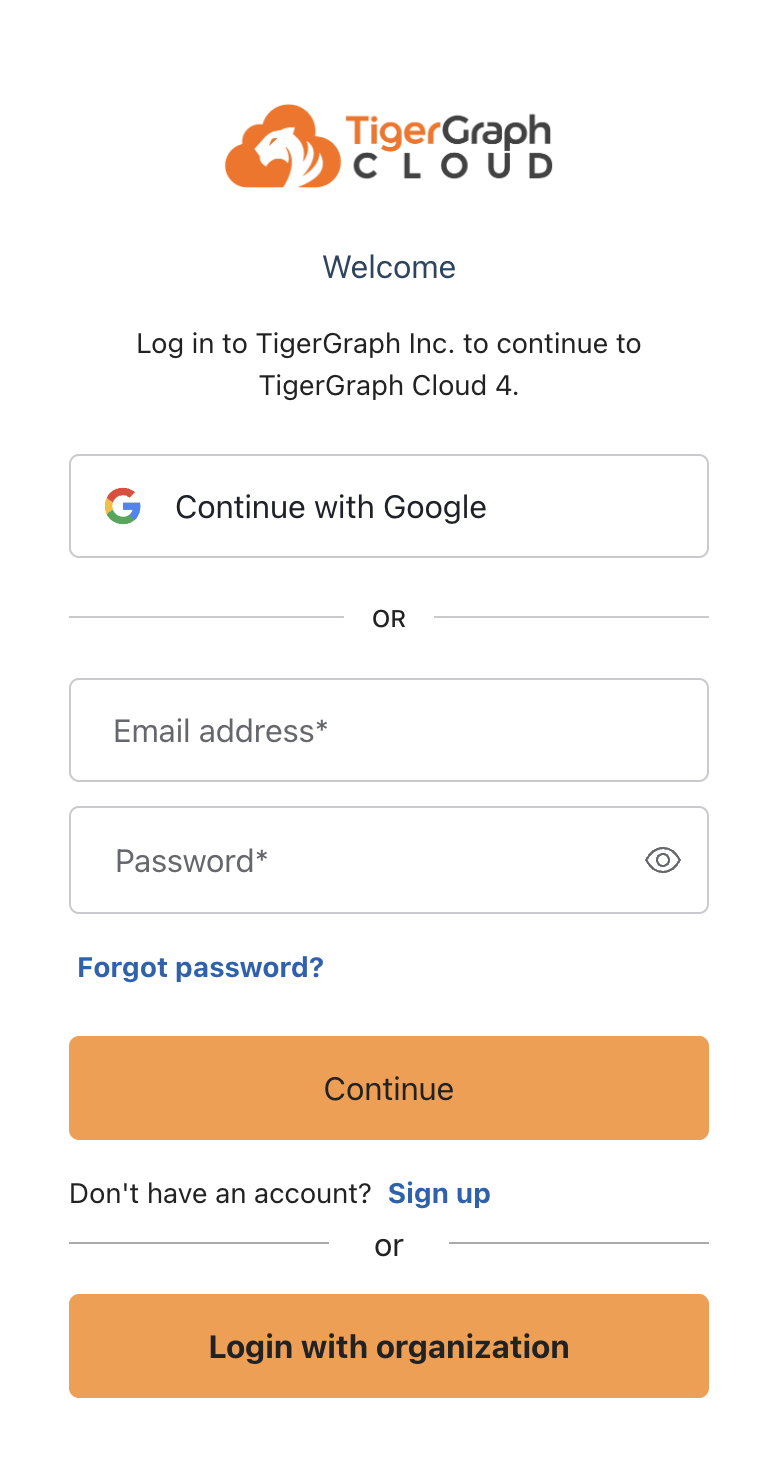 TigerGraph
CLOUD
Welcome
Log in to TigerGraph Inc. to continue to
TigerGraph Cloud 4.
Continue with Google
OR
Email address*
Password*
Forgot password?
Continue
Don't have an account? Sign up
or
Login with organization